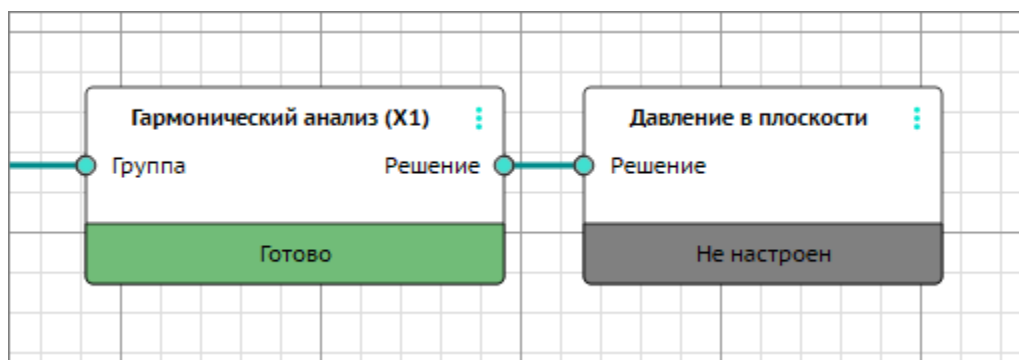 Гармонический анализ (X1)
Давление в плоскости
Группа
Решение
Решение
Готово
Не настроен